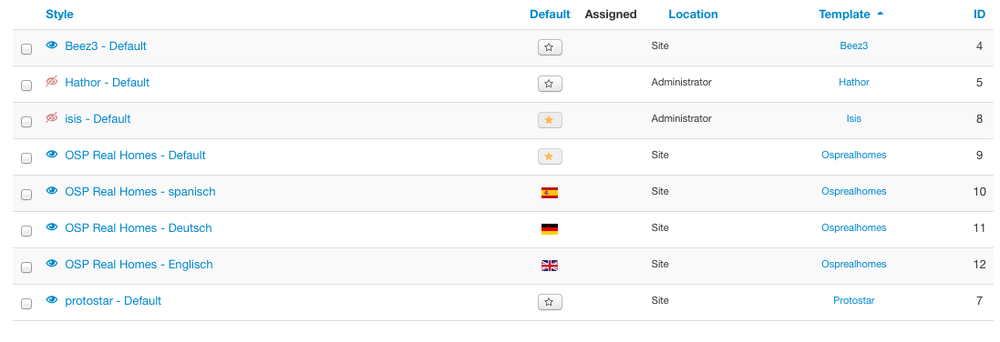 Style Default Assigned Location Template ID
Beez3 - Default Site Beez3 4
Hathor - Default Administrator Hathor 5
isis - Default Administrator Isis 8
OSP Real Homes - Default Site Osprealhomes 9
OSP Real Homes - spanisch Site Osprealhomes 10
OSP Real Homes - Deutsch Site Osprealhomes 11
OSP Real Homes - Englisch Site Osprealhomes 12
protostar - Default Site Protostar 7